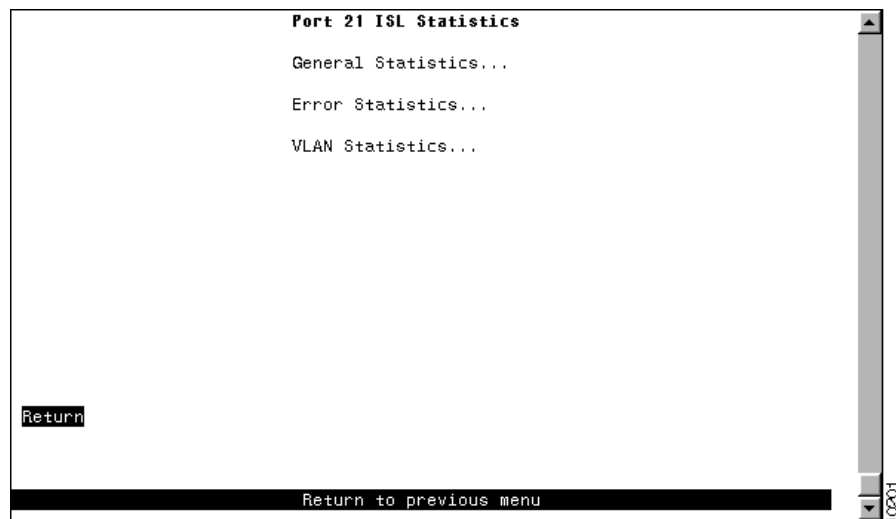 Port 21 ISL Statistics
General Statistics...
Error Statistics...
VLAN Statistics...
Return
Return to previous menu